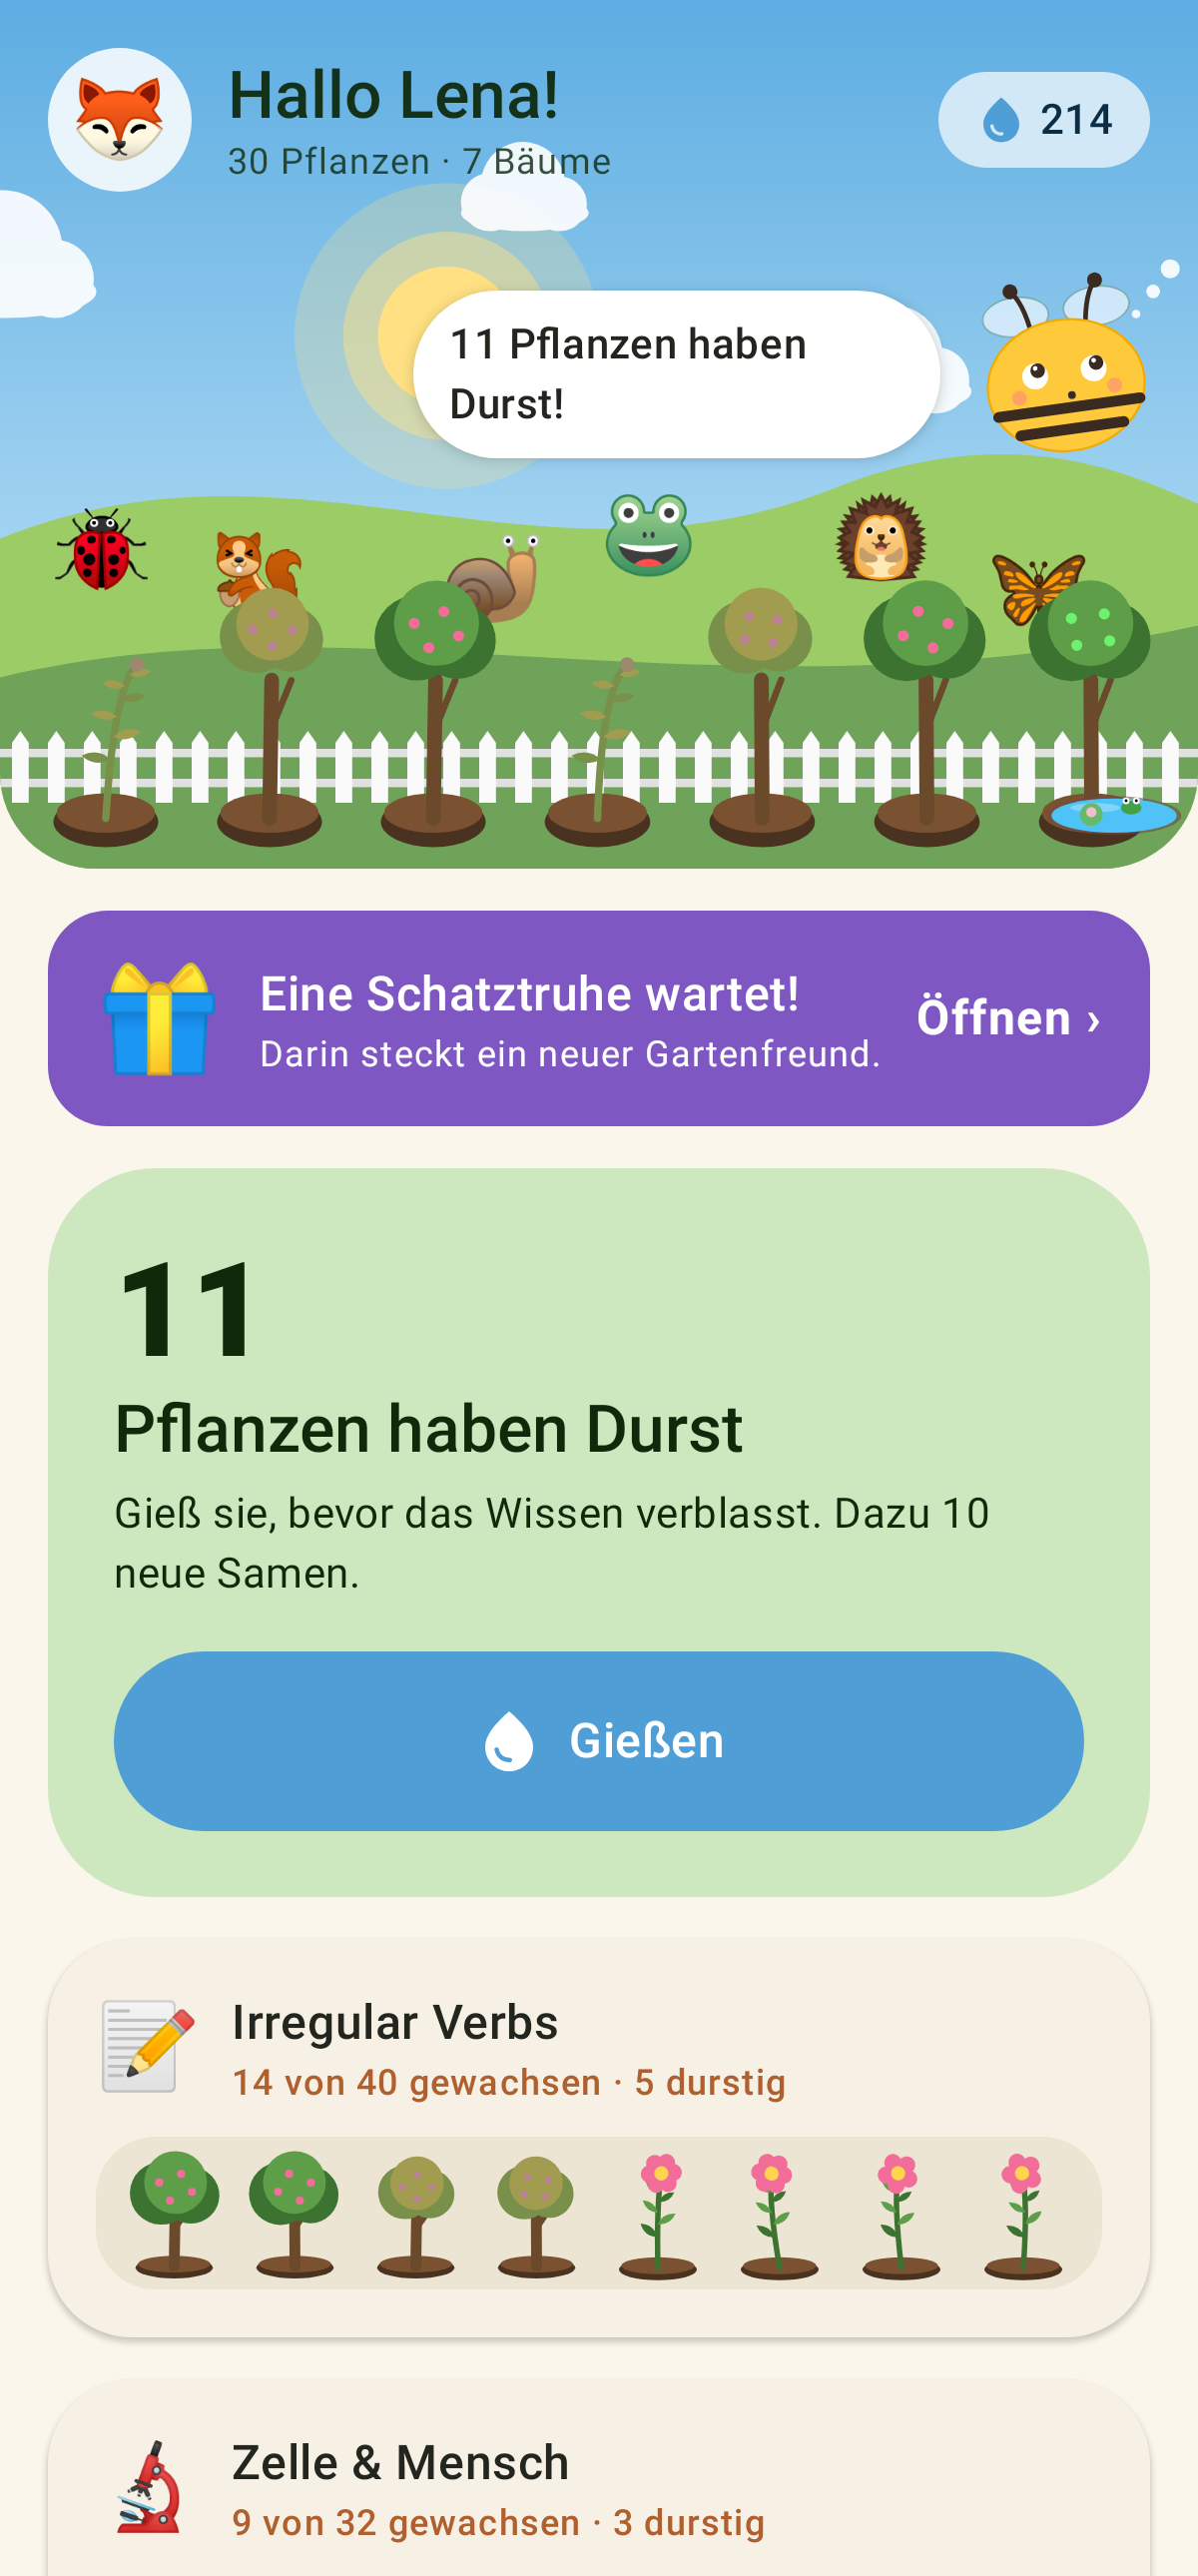 Hallo Lena!
30 Pflanzen · 7 Bäume
214
11 Pflanzen haben
Durst!
Eine Schatztruhe wartet!
Darin steckt ein neuer Gartenfreund.
Öffnen ›
11
Pflanzen haben Durst
Gieß sie, bevor das Wissen verblasst. Dazu 10
neue Samen.
Gießen
Irregular Verbs
14 von 40 gewachsen · 5 durstig
Zelle & Mensch
9 von 32 gewachsen · 3 durstig